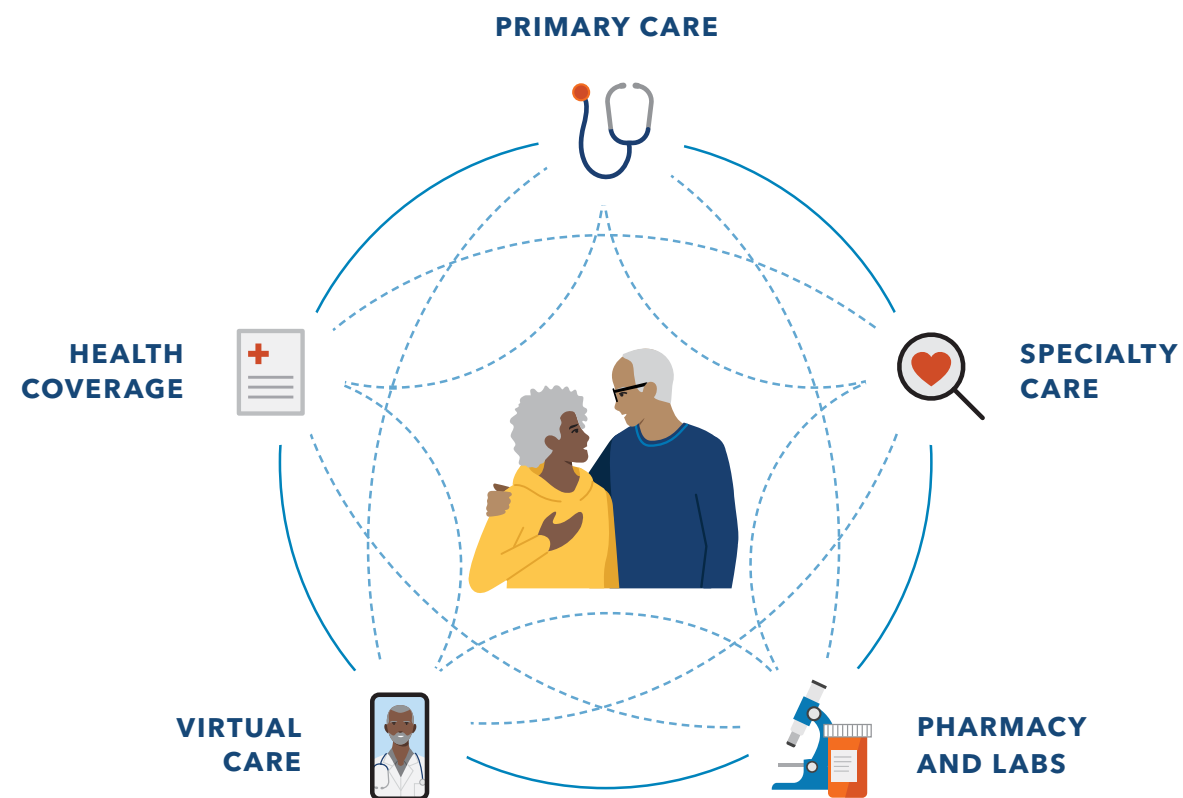 PRIMARY CARE
HEALTH
COVERAGE
SPECIALTY
CARE
VIRTUAL
CARE
PHARMACY
AND LABS